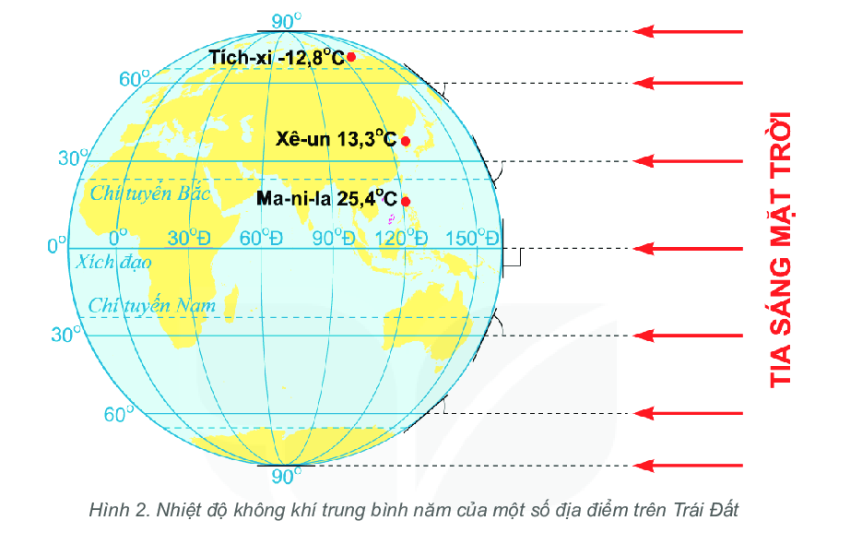 90°
Tích-xi -12,8°C
60°
Xê-un 13,3°C
30°
Chí tuyến Bắc
Ma-ni-la 25,4°C
0° 0° 30°Đ 60°Đ 90°Đ 120°Đ 150°Đ
Xích đạo
Chí tuyến Nam
30°
60°
90°
TIA SÁNG MẶT TRỜI
Hình 2. Nhiệt độ không khí trung bình năm của một số địa điểm trên Trái Đất